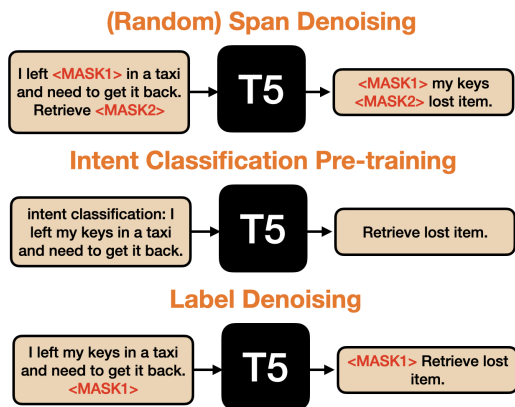 (Random) Span Denoising
I left <MASK1> in a taxi
and need to get it back.
Retrieve <MASK2>
T5
<MASK1> my keys
<MASK2> lost item.
Intent Classification Pre-training
intent classification: I
left my keys in a taxi
and need to get it back.
T5
Retrieve lost item.
Label Denoising
I left my keys in a taxi
and need to get it back.
<MASK1>
T5
<MASK1> Retrieve lost
item.